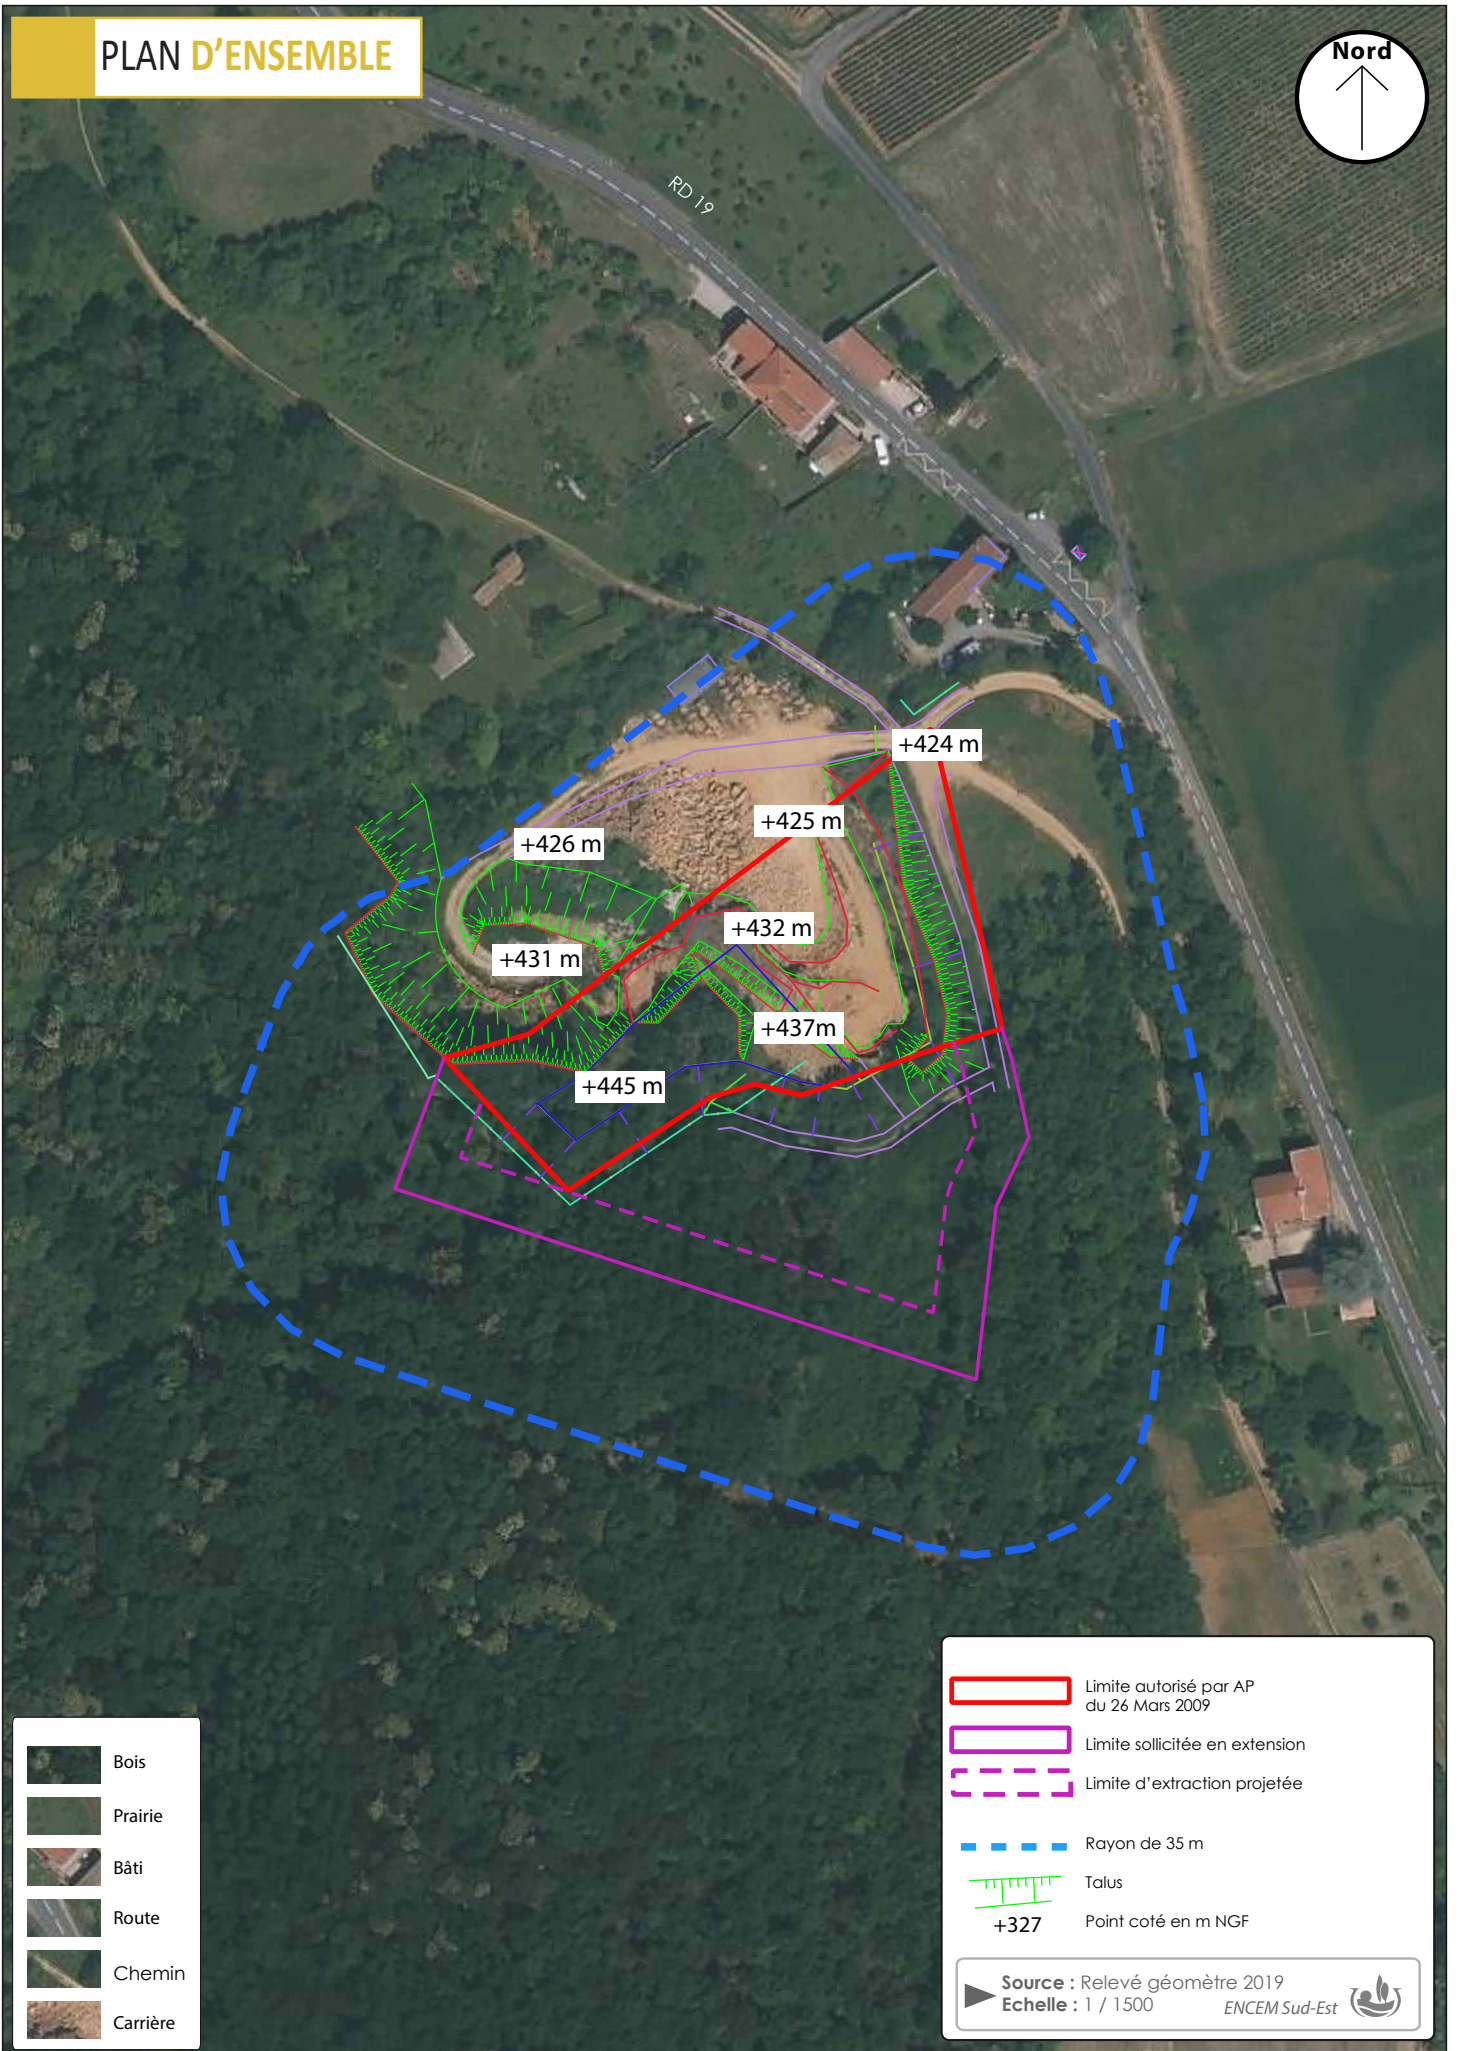 PLAN D’ENSEMBLE
Nord
RD 19
+424 m
+425 m
+426 m
+432 m
+431 m
+437m
+445 m
Limite autorisé par AP
du 26 Mars 2009
Limite sollicitée en extension
Limite d’extraction projetée
Rayon de 35 m
Talus
+327 Point coté en m NGF
Source : Relevé géomètre 2019
Echelle : 1 / 1500 ENCEM Sud-Est
Bois
Prairie
Bâti
Route
Chemin
Carrière